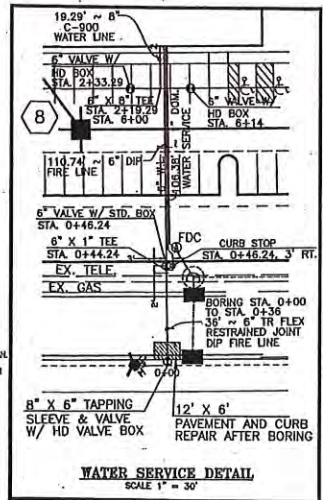 19.29' ~ 8"
C-900
WATER LINE
6" VALVE W/
HD BOX
STA. 2+33.29
6" X 8" TEE
STA. 2+19.29
STA. 6+00
6" VALVE W/
HD BOX
STA. 6+14
8
110.74' ~ 6" DIP
FIRE LINE
106.38' ~ 1" DOM.
WATER SERVICE
6" VALVE W/ STD. BOX
STA. 0+46.24
FDC
6" X 1" TEE
STA. 0+44.24
CURB STOP
STA. 0+46.24, 3' RT.
EX. TELE.
EX. GAS
BORING STA. 0+00
TO STA. 0+36
36' ~ 6" TR FLEX
RESTRAINED JOINT
DIP FIRE LINE
0+00
8" X 6" TAPPING
SLEEVE & VALVE
W/ HD VALVE BOX
12' X 6'
PAVEMENT AND CURB
REPAIR AFTER BORING
WATER SERVICE DETAIL
SCALE 1" = 30'